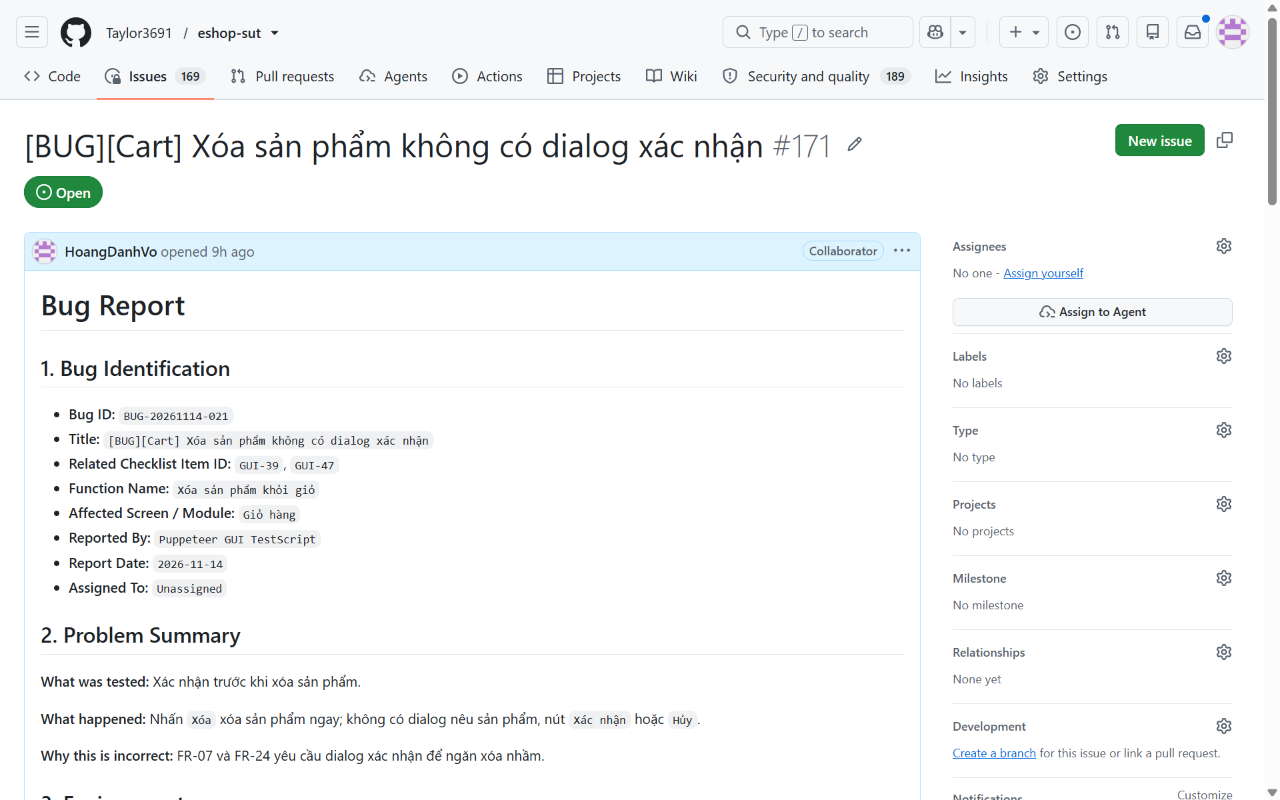 Taylor3691 / eshop-sut
Type / to search
Code
Issues 169
Pull requests
Agents
Actions
Projects
Wiki
Security and quality 189
Insights
Settings
[BUG][Cart] Xóa sản phẩm không có dialog xác nhận #171
New issue
Open
HoangDanhVo opened 9h ago
Collaborator
Bug Report
1. Bug Identification
Bug ID: BUG-20261114-021
Title: [BUG][Cart] Xóa sản phẩm không có dialog xác nhận
Related Checklist Item ID: GUI-39, GUI-47
Function Name: Xóa sản phẩm khỏi giỏ
Affected Screen / Module: Giỏ hàng
Reported By: Puppeteer GUI TestScript
Report Date: 2026-11-14
Assigned To: Unassigned
2. Problem Summary
What was tested: Xác nhận trước khi xóa sản phẩm.
What happened: Nhấn Xóa xóa sản phẩm ngay; không có dialog nêu sản phẩm, nút Xác nhận hoặc Hủy.
Why this is incorrect: FR-07 và FR-24 yêu cầu dialog xác nhận để ngăn xóa nhầm.
Assignees
No one - Assign yourself
Assign to Agent
Labels
No labels
Type
No type
Projects
No projects
Milestone
No milestone
Relationships
None yet
Development
Create a branch for this issue or link a pull request.
Notifications
Customize